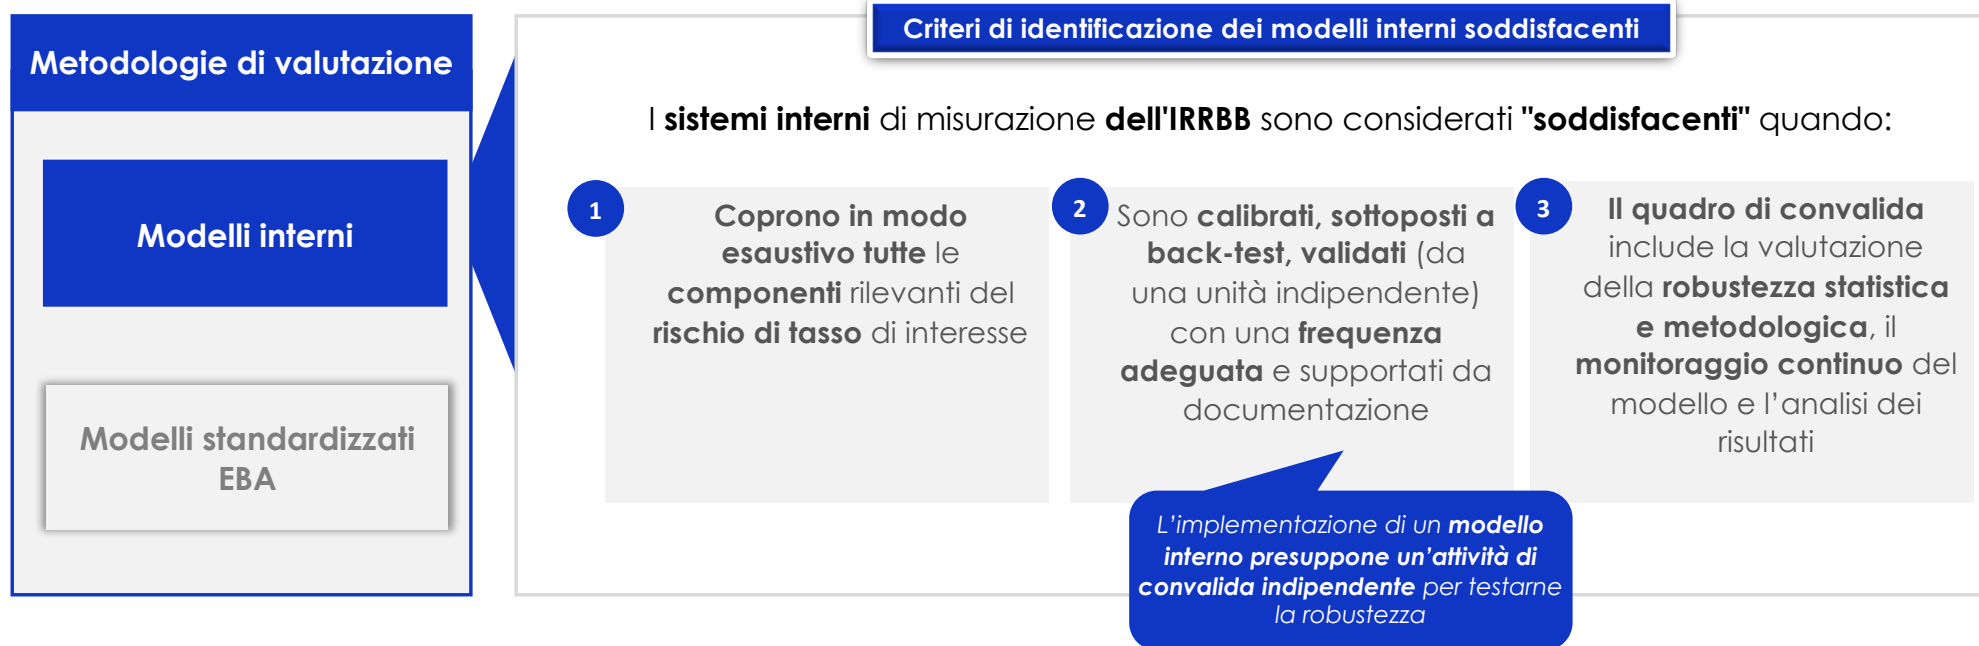 Metodologie di valutazione
Modelli interni
Modelli standardizzati
EBA
Criteri di identificazione dei modelli interni soddisfacenti
I sistemi interni di misurazione dell'IRRBB sono considerati "soddisfacenti" quando:
1
Coprono in modo
esaustivo tutte le
componenti rilevanti del
rischio di tasso di interesse
2
Sono calibrati, sottoposti a
back-test, validati (da
una unità indipendente)
con una frequenza
adeguata e supportati da
documentazione
L'implementazione di un modello
interno presuppone un'attività di
convalida indipendente per testarne
la robustezza
3
Il quadro di convalida
include la valutazione
della robustezza statistica
e metodologica, il
monitoraggio continuo del
modello e l'analisi dei
risultati